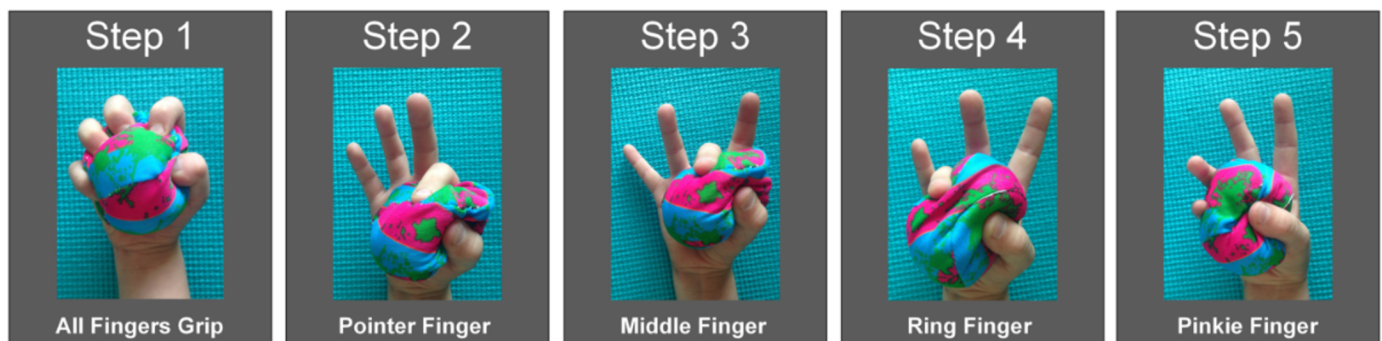 Step 1
All Fingers Grip
Step 2
Pointer Finger
Step 3
Middle Finger
Step 4
Ring Finger
Step 5
Pinkie Finger